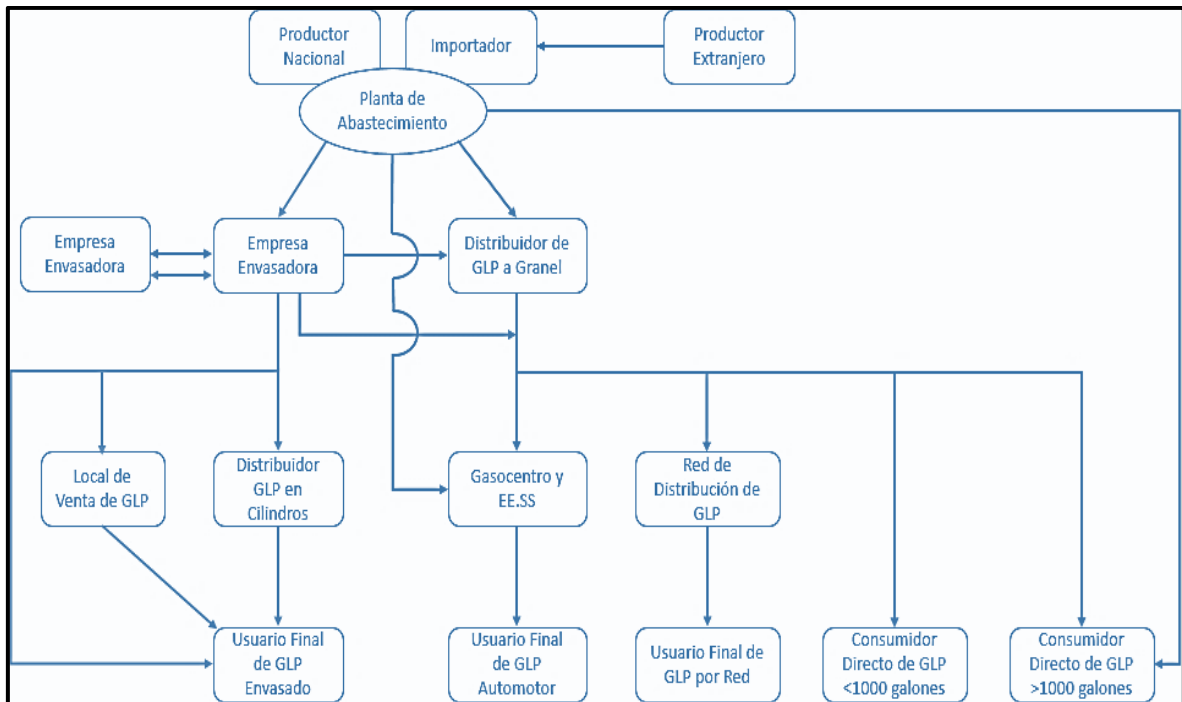 Productor
Nacional
Importador
Productor
Extranjero
Planta de
Abastecimiento
Empresa
Envasadora
Empresa
Envasadora
Distribuidor de
GLP a Granel
Local de
Venta de GLP
Distribuidor
GLP en
Cilindros
Gasocentro y
EE.SS
Red de
Distribución de
GLP
Usuario Final
de GLP
Envasado
Usuario Final
de GLP
Automotor
Usuario Final de
GLP por Red
Consumidor
Directo de GLP
<1000 galones
Consumidor
Directo de GLP
>1000 galones